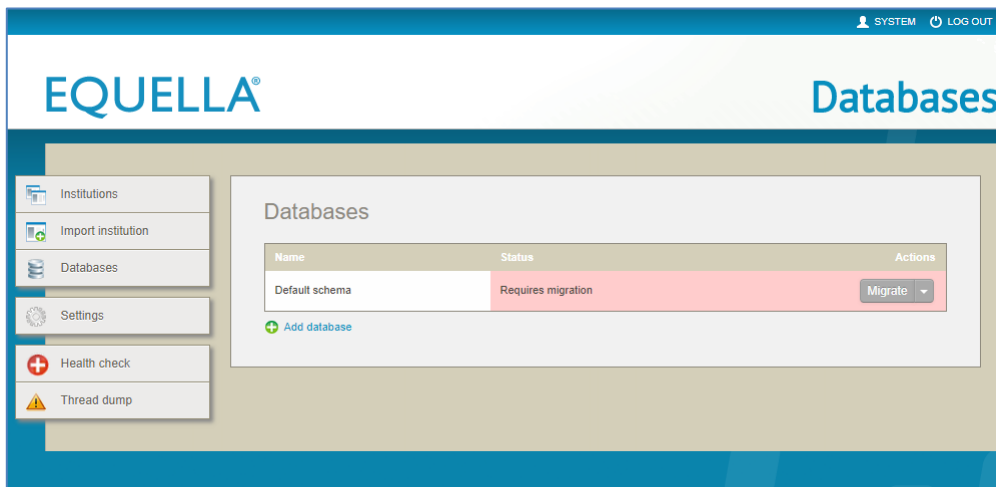 SYSTEM LOG OUT
EQUELLA®
Databases
Institutions
Import institution
Databases
Settings
Health check
Thread dump
Databases
Name Status Actions
Default schema Requires migration Migrate
Add database